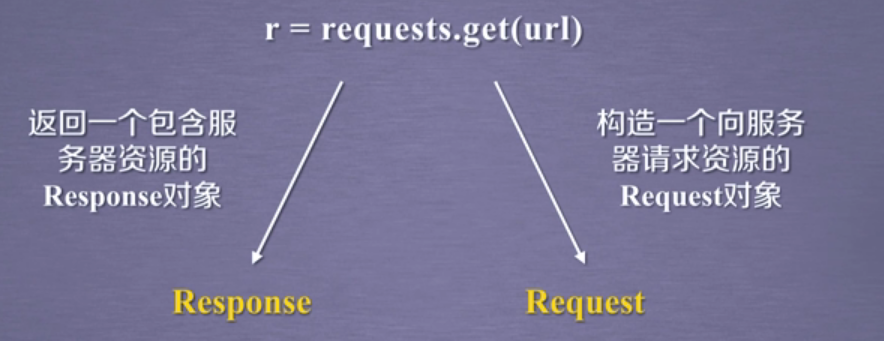 r = requests.get(url)
返回一个包含服
务器资源的
Response对象
构造一个向服务
器请求资源的
Request对象
Response
Request